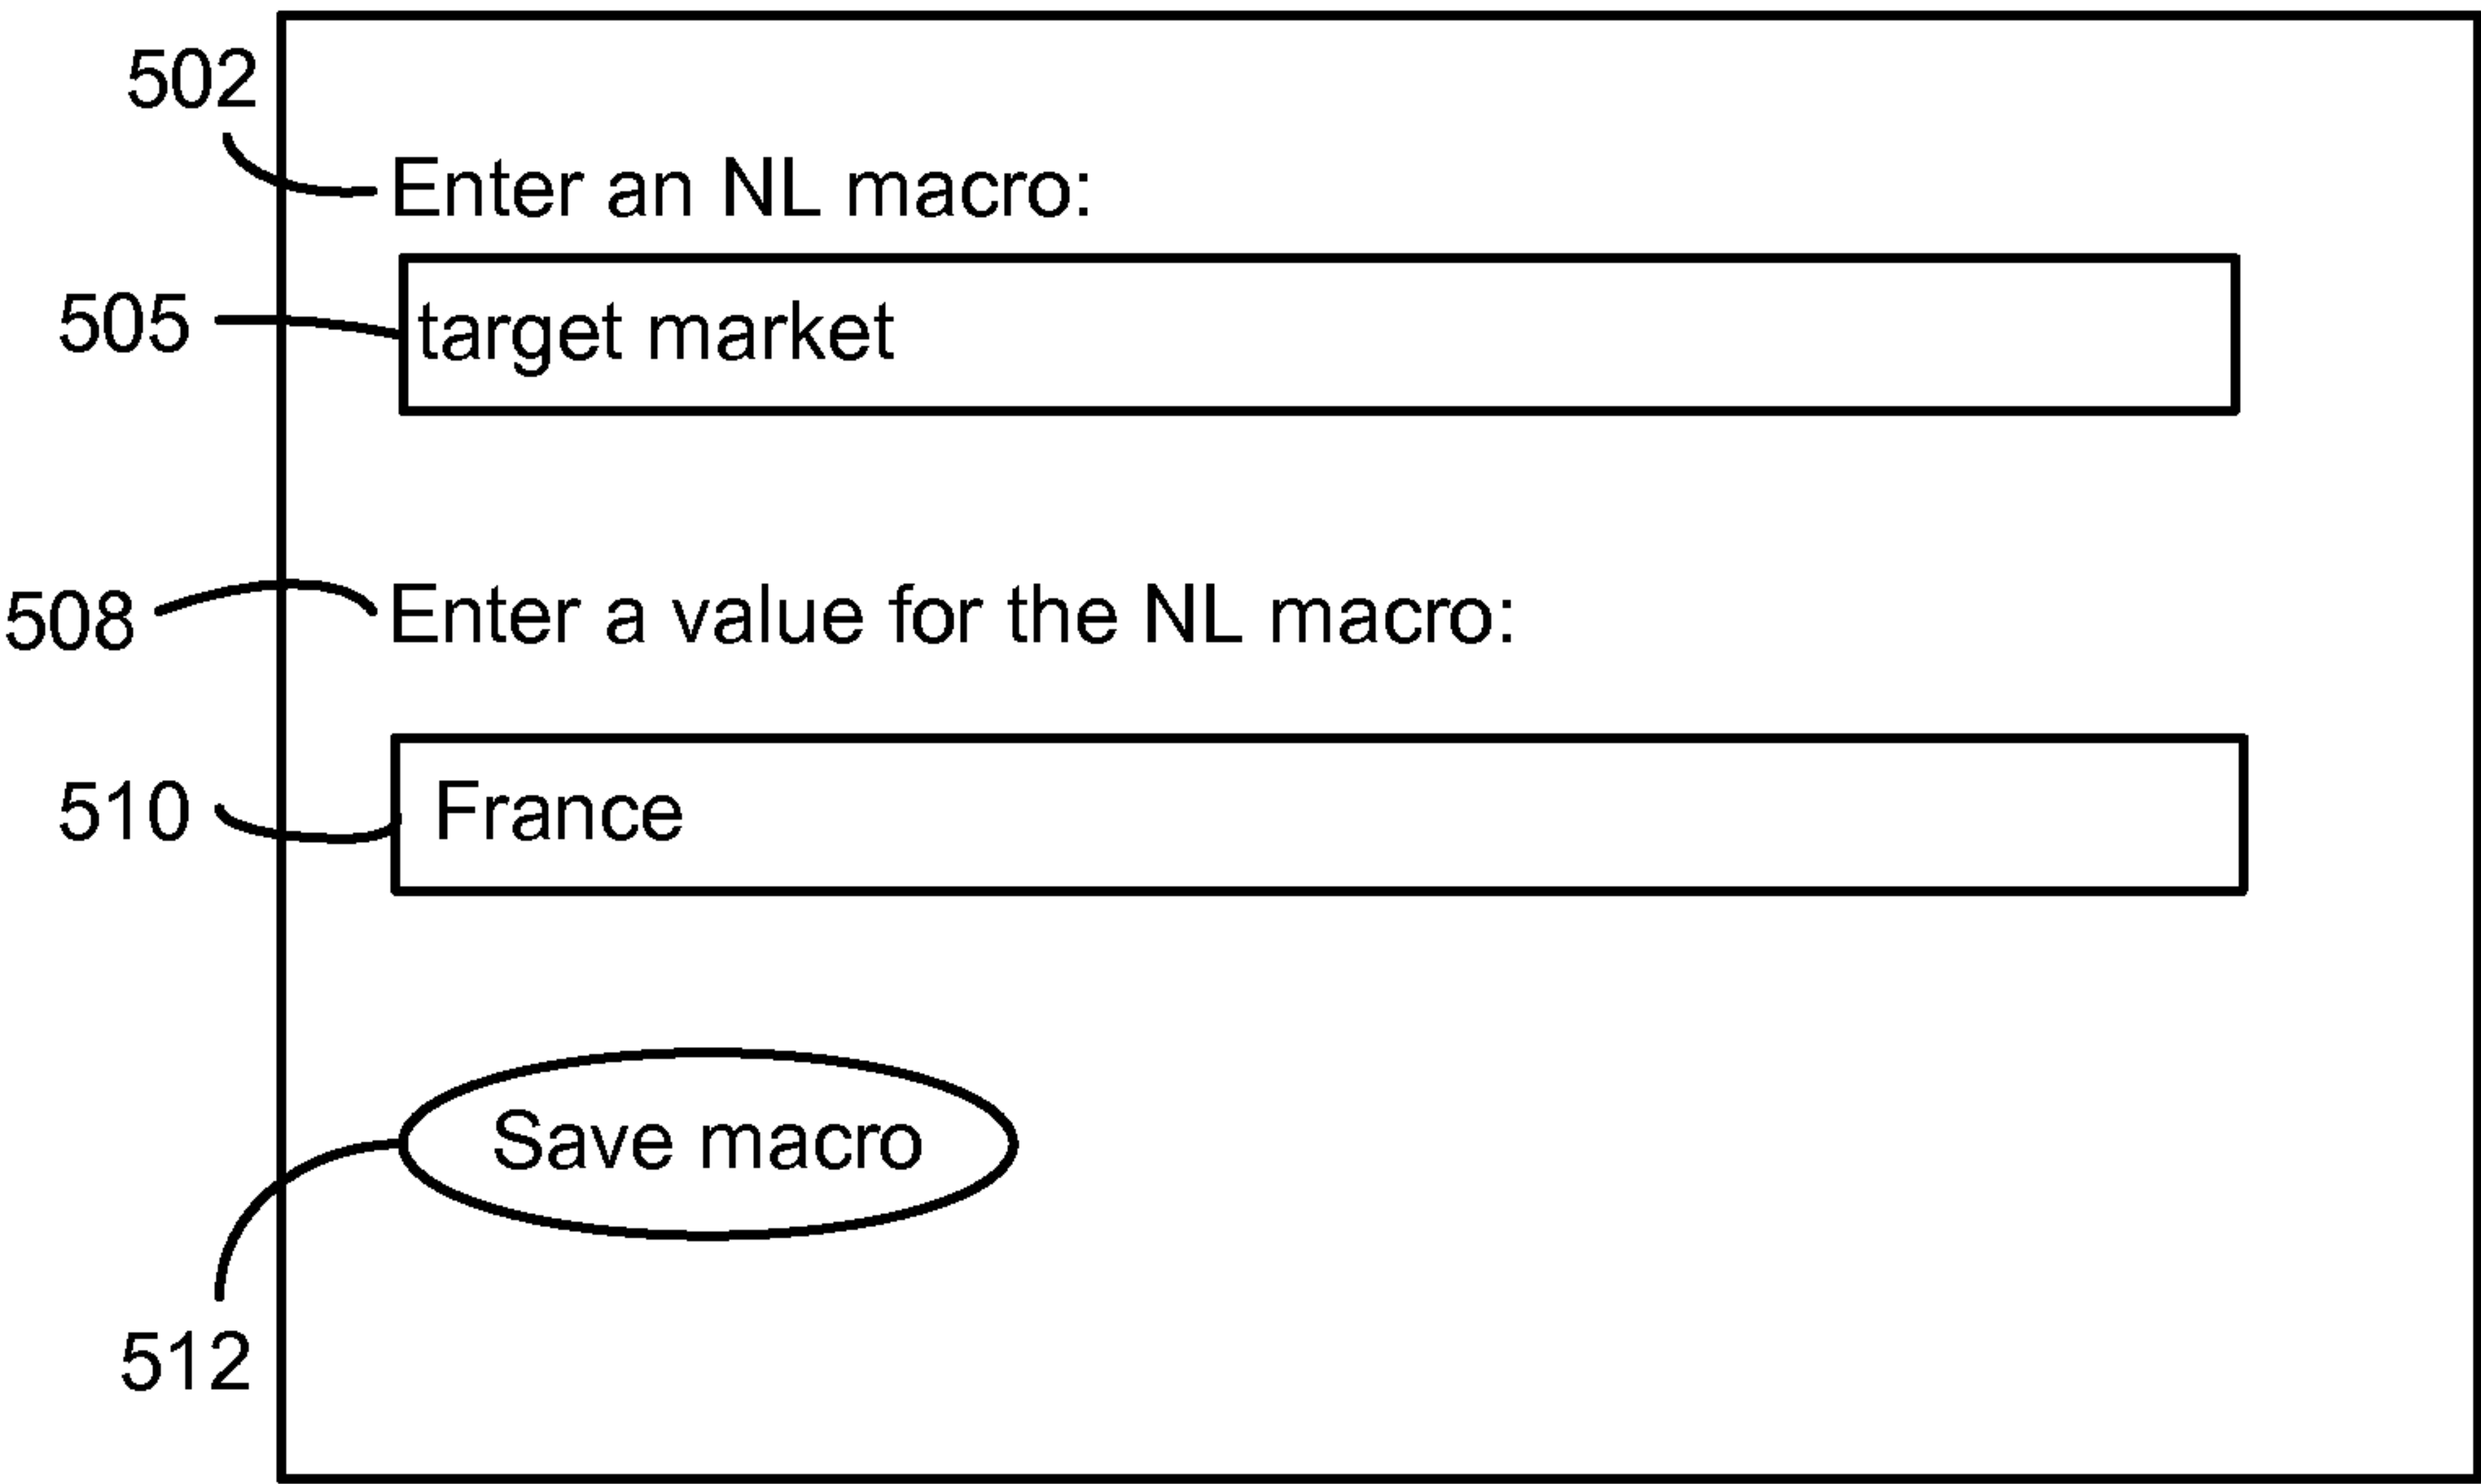 502
Enter an NL macro:
505
target market
508
Enter a value for the NL macro:
510
France
Save macro
512